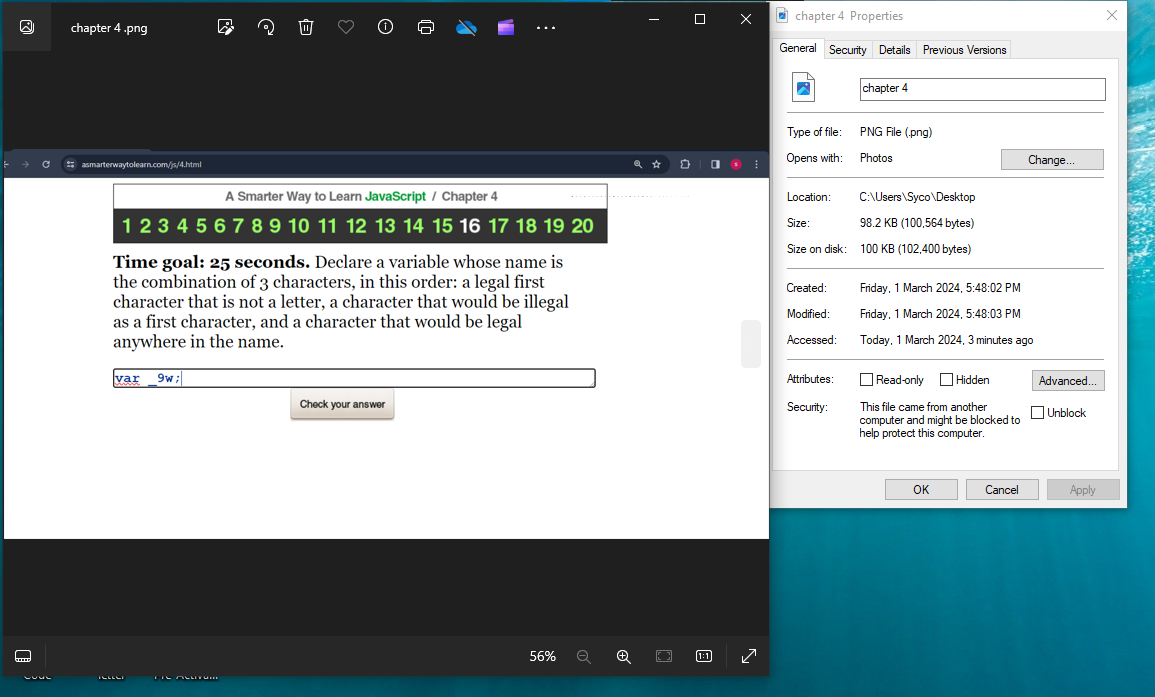 chapter 4 .png
asmarterwaytolearn.com/js/4.html
s
A Smarter Way to Learn JavaScript / Chapter 4
1 2 3 4 5 6 7 8 9 10 11 12 13 14 15 16 17 18 19 20
Time goal: 25 seconds. Declare a variable whose name is
the combination of 3 characters, in this order: a legal first
character that is not a letter, a character that would be illegal
as a first character, and a character that would be legal
anywhere in the name.
var _9w;
Check your answer
56%
1:1
Code letter Pre-Activa...
chapter 4 Properties
General Security Details Previous Versions
chapter 4
Type of file: PNG File (.png)
Opens with: Photos Change...
Location: C:\Users\Syco\Desktop
Size: 98.2 KB (100,564 bytes)
Size on disk: 100 KB (102,400 bytes)
Created: Friday, 1 March 2024, 5:48:02 PM
Modified: Friday, 1 March 2024, 5:48:03 PM
Accessed: Today, 1 March 2024, 3 minutes ago
Attributes: Read-only Hidden Advanced...
Security: This file came from another
computer and might be blocked to
help protect this computer.
Unblock
OK Cancel Apply